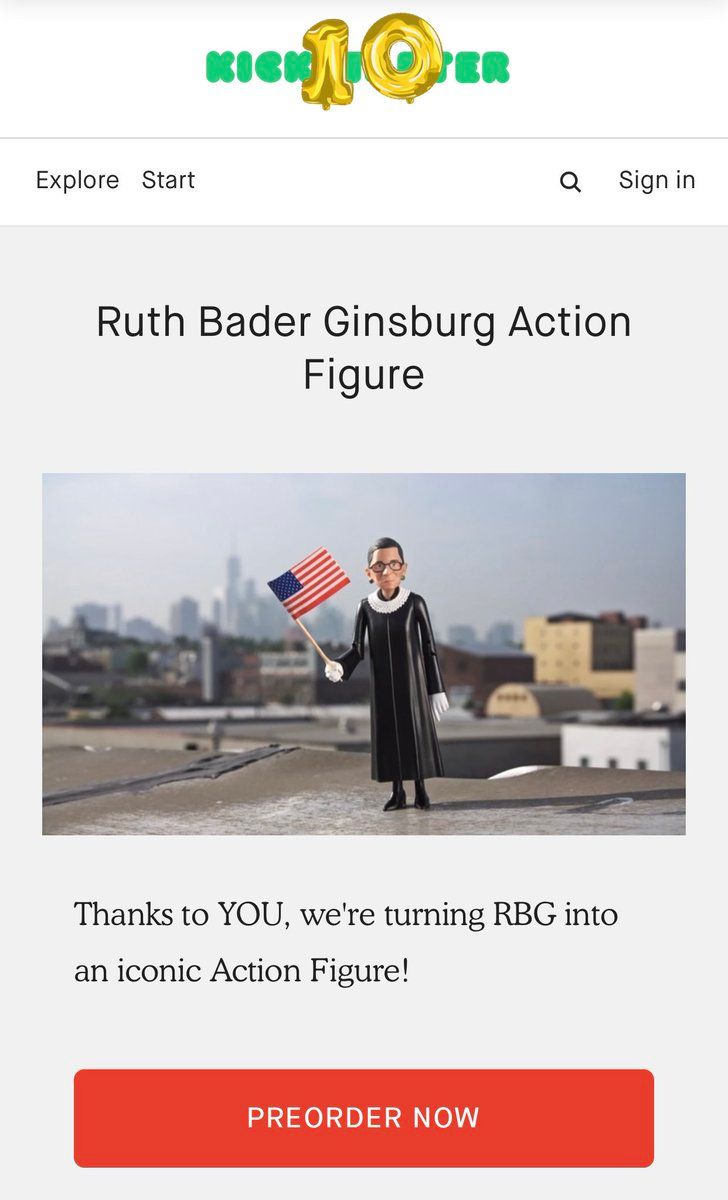 KICK 10 TER
Explore Start Sign in
Ruth Bader Ginsburg Action
Figure
Thanks to YOU, we're turning RBG into
an iconic Action Figure!
PREORDER NOW